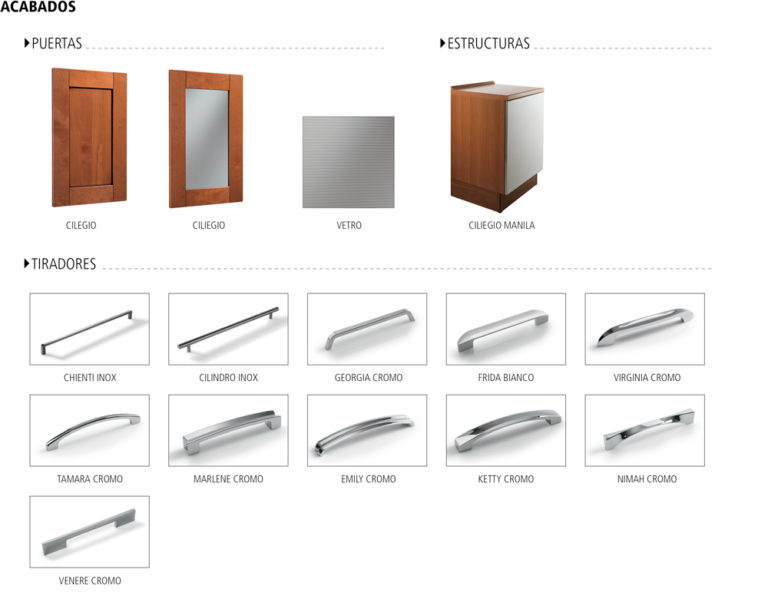 ACABADOS
PUERTAS
ESTRUCTURAS
CILEGIO
CILIEGIO
VETRO
CILIEGIO MANILA
TIRADORES
CHIENTI INOX
CILINDRO INOX
GEORGIA CROMO
FRIDA BIANCO
VIRGINIA CROMO
TAMARA CROMO
MARLENE CROMO
EMILY CROMO
KETTY CROMO
NIMAH CROMO
VENERE CROMO